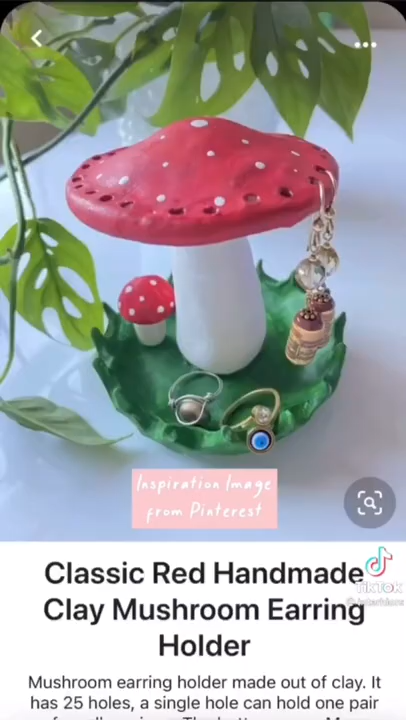 Inspiration Image
from Pinterest
Classic Red Handmade
Clay Mushroom Earring
Holder
TikTok
Mushroom earring holder made out of clay. It
has 25 holes, a single hole can hold one pair